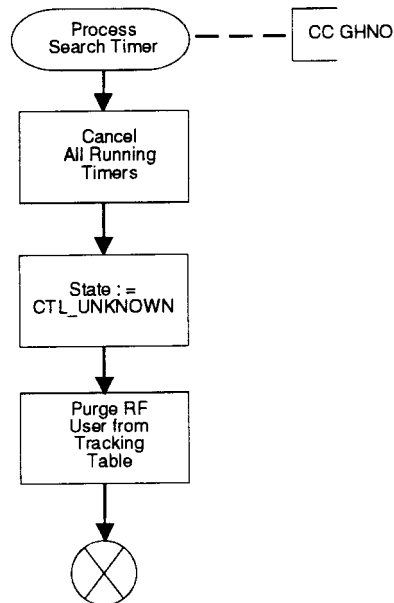 Process
Search Timer
CC GHNO
Cancel
All Running
Timers
State : =
CTL_UNKNOWN
Purge RF
User from
Tracking
Table